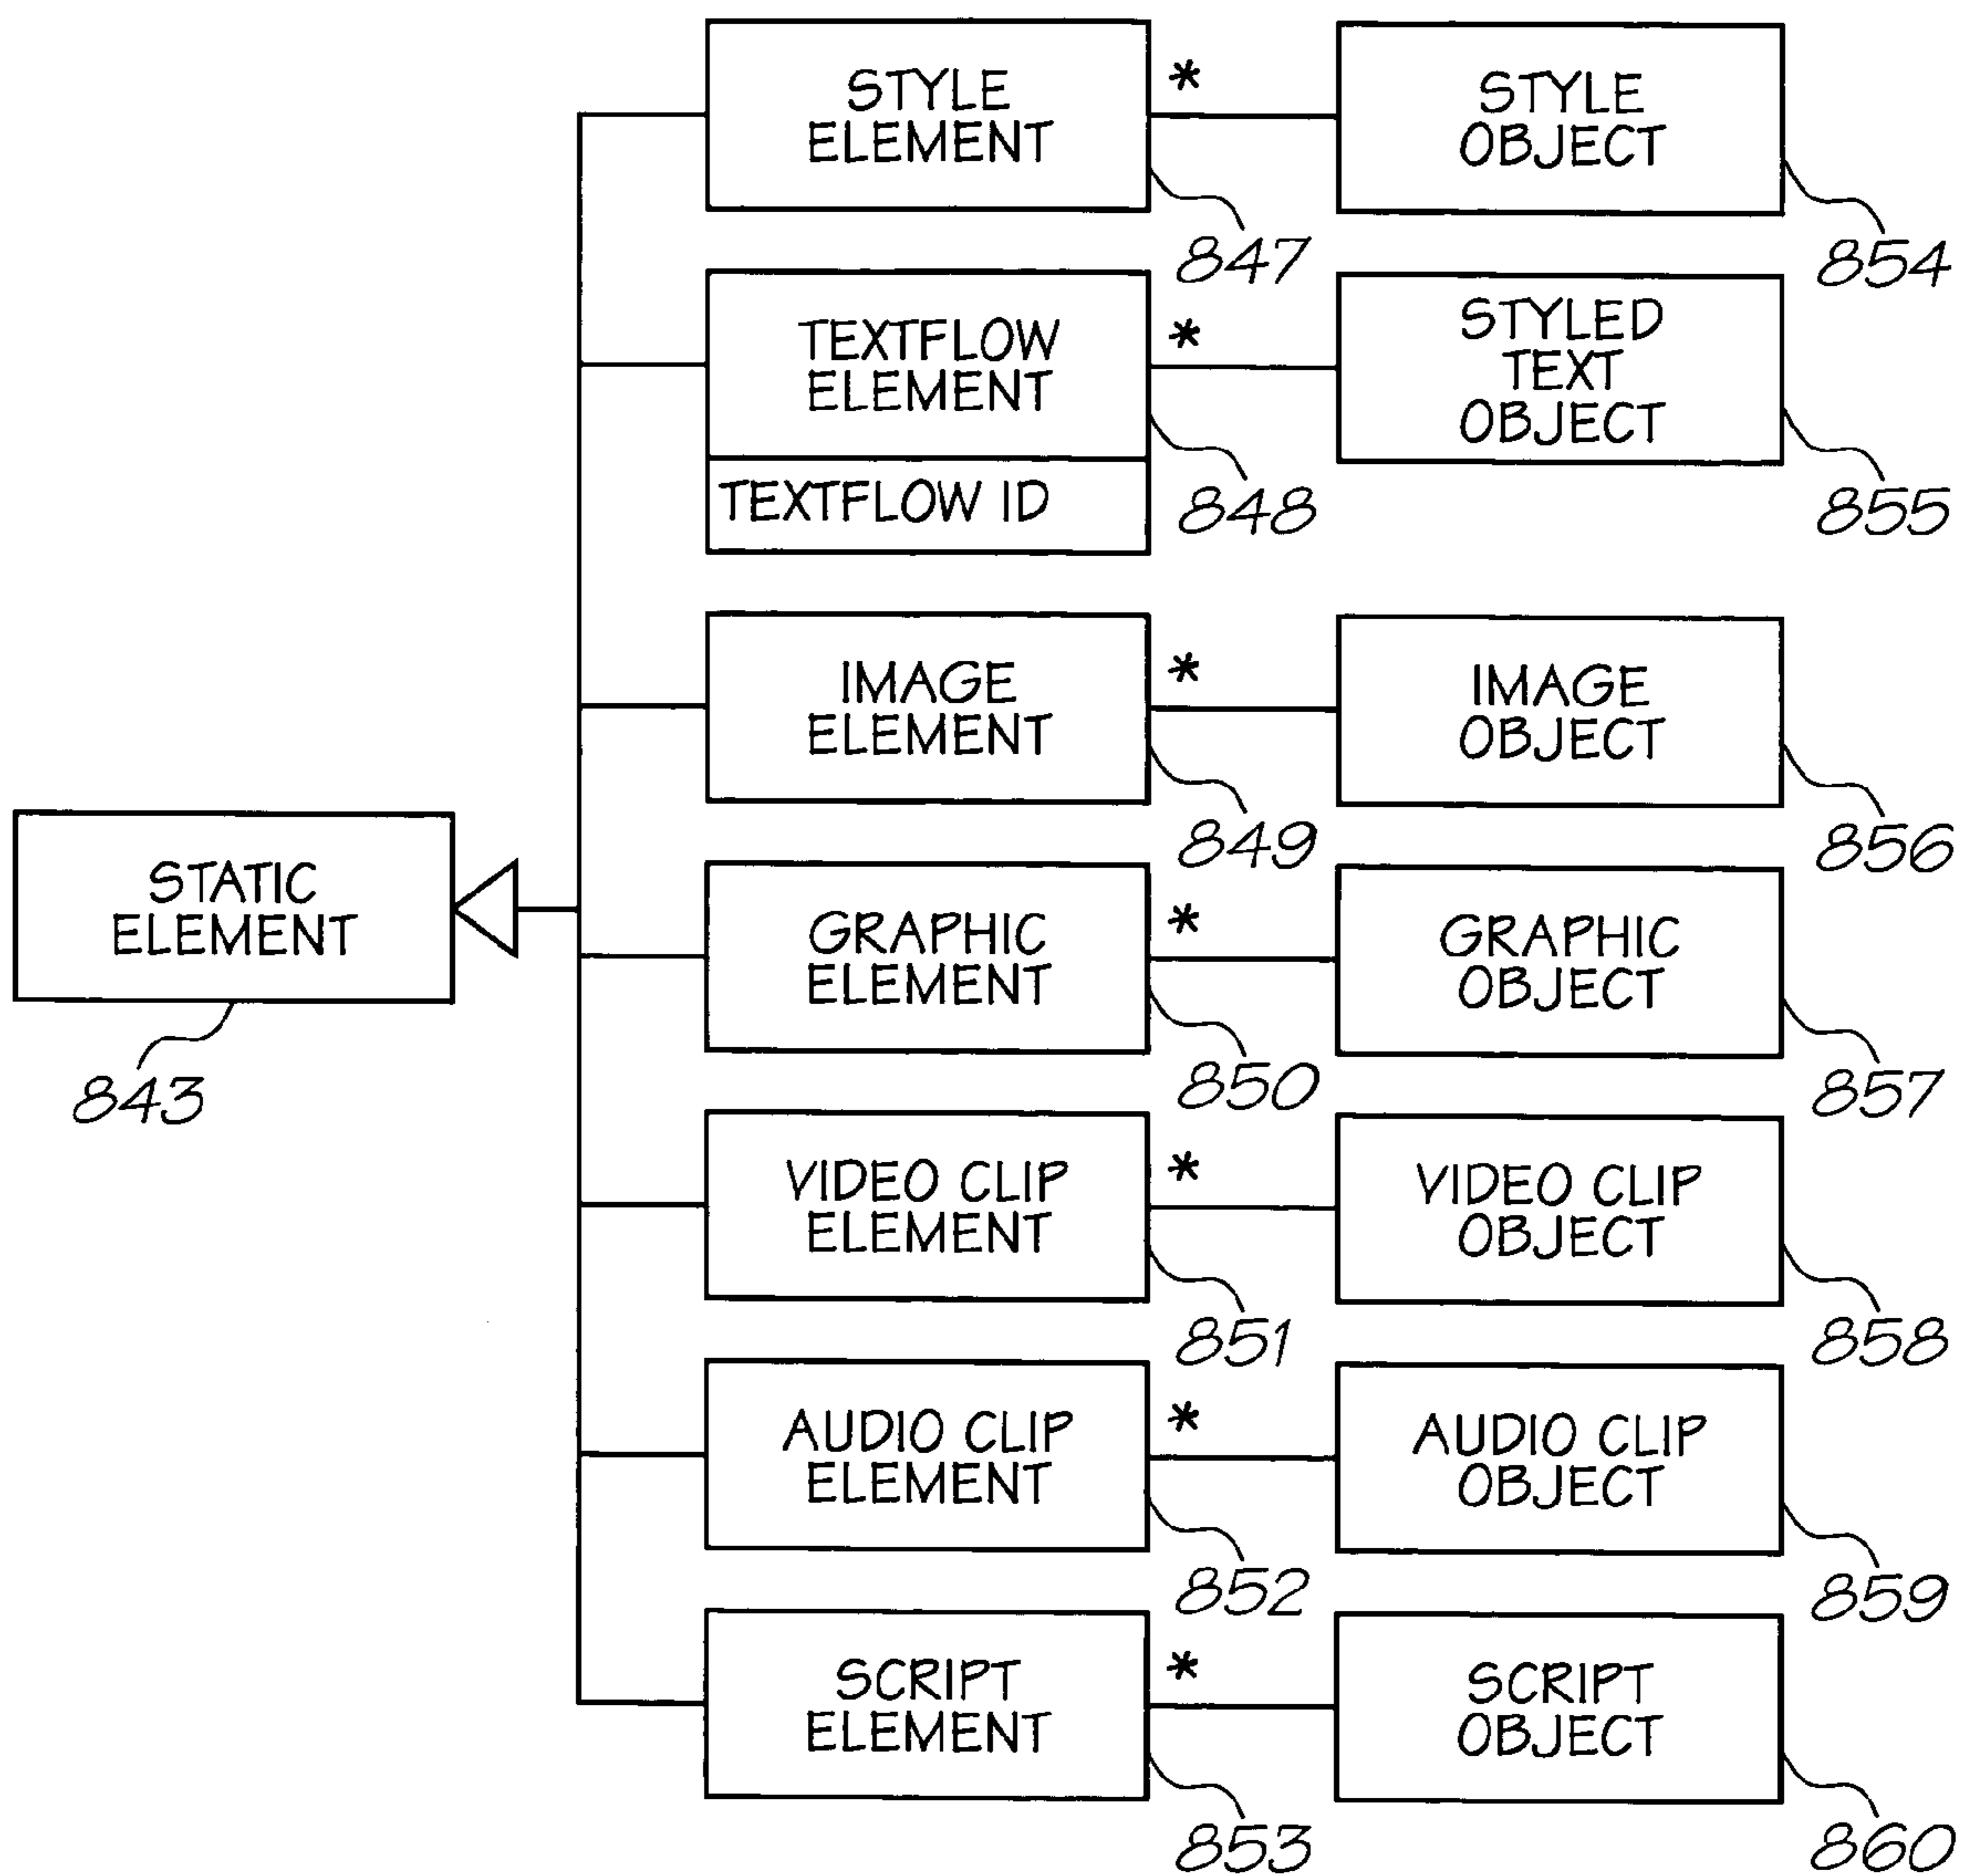 STYLE
ELEMENT
*
STYLE
OBJECT
847
854
TEXTFLOW
ELEMENT
TEXTFLOW ID
*
STYLED
TEXT
OBJECT
848
855
IMAGE
ELEMENT
*
IMAGE
OBJECT
849
856
STATIC
ELEMENT
843
GRAPHIC
ELEMENT
*
GRAPHIC
OBJECT
850
857
VIDEO CLIP
ELEMENT
*
VIDEO CLIP
OBJECT
851
858
AUDIO CLIP
ELEMENT
*
AUDIO CLIP
OBJECT
852
859
SCRIPT
ELEMENT
*
SCRIPT
OBJECT
853
860